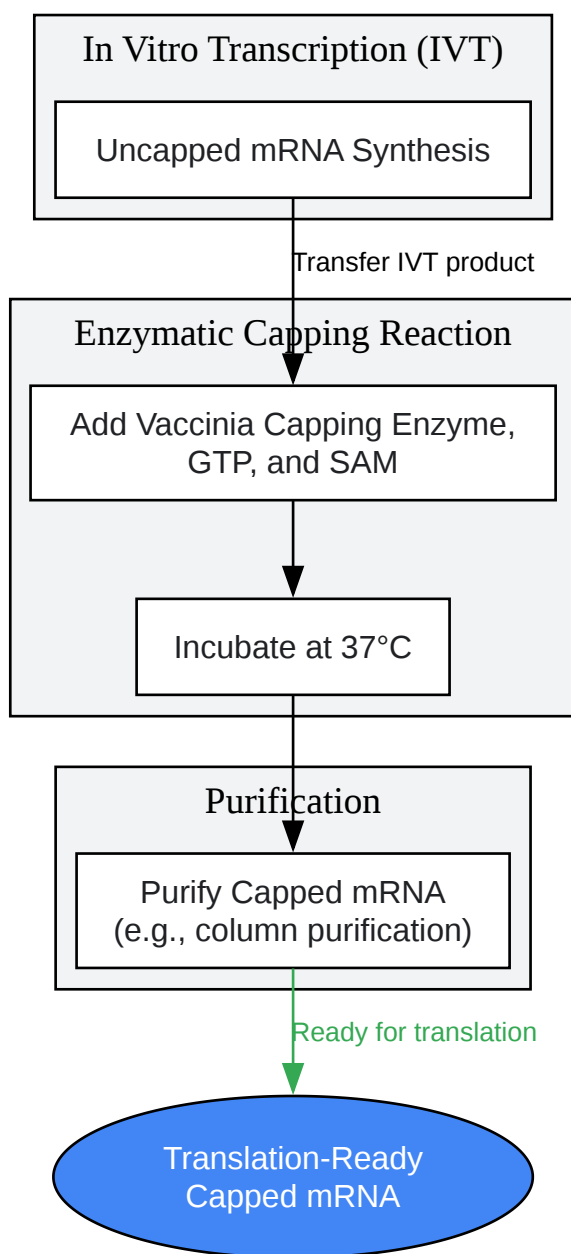 In Vitro Transcription (IVT)
Uncapped mRNA Synthesis
Transfer IVT product
Enzymatic Capping Reaction
Add Vaccinia Capping Enzyme,
GTP, and SAM
Incubate at 37°C
Purification
Purify Capped mRNA
(e.g., column purification)
Ready for translation
Translation-Ready
Capped mRNA